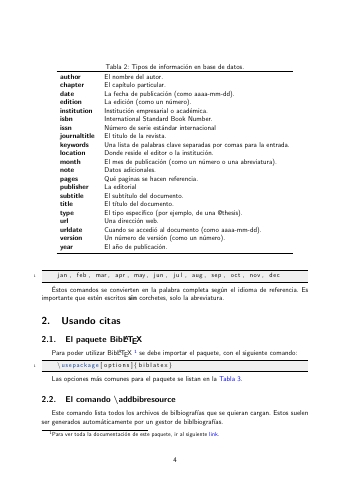 Tabla 2: Tipos de información en base de datos.
author El nombre del autor.
chapter El capítulo particular.
date La fecha de publicación (como aaaa-mm-dd).
edition La edición (como un número).
institution Institución empresarial o académica.
isbn International Standard Book Number.
issn Número de serie estándar internacional
journaltitle El título de la revista.
keywords Una lista de palabras clave separadas por comas para la entrada.
location Donde reside el editor o la institución.
month El mes de publicación (como un número o una abreviatura).
note Datos adicionales.
pages Qué paginas se hacen referencia.
publisher La editorial
subtitle El subtítulo del documento.
title El título del documento.
type El tipo específico (por ejemplo, de una @thesis).
url Una dirección web.
urldate Cuando se accedió al documento (como aaaa-mm-dd).
version Un número de versión (como un número).
year El año de publicación.
1 jan, feb, mar, apr, may, jun, jul, aug, sep, oct, nov, dec
Estos comandos se convierten en la palabra completa según el idioma de referencia. Es
importante que estén escritos sin corchetes, solo la abreviatura.
2. Usando citas
2.1. El paquete BibLATEX
Para poder utilizar BibLATEX 1 se debe importar el paquete, con el siguiente comando:
1 \usepackage[options]{biblatex}
Las opciones más comunes para el paquete se listan en la Tabla 3.
2.2. El comando \addbibresource
Este comando lista todos los archivos de bilbiografías que se quieran cargan. Estos suelen
ser generados automáticamente por un gestor de biblbiografías.
1Para ver toda la documentación de este paquete, ir al siguiente link.
4